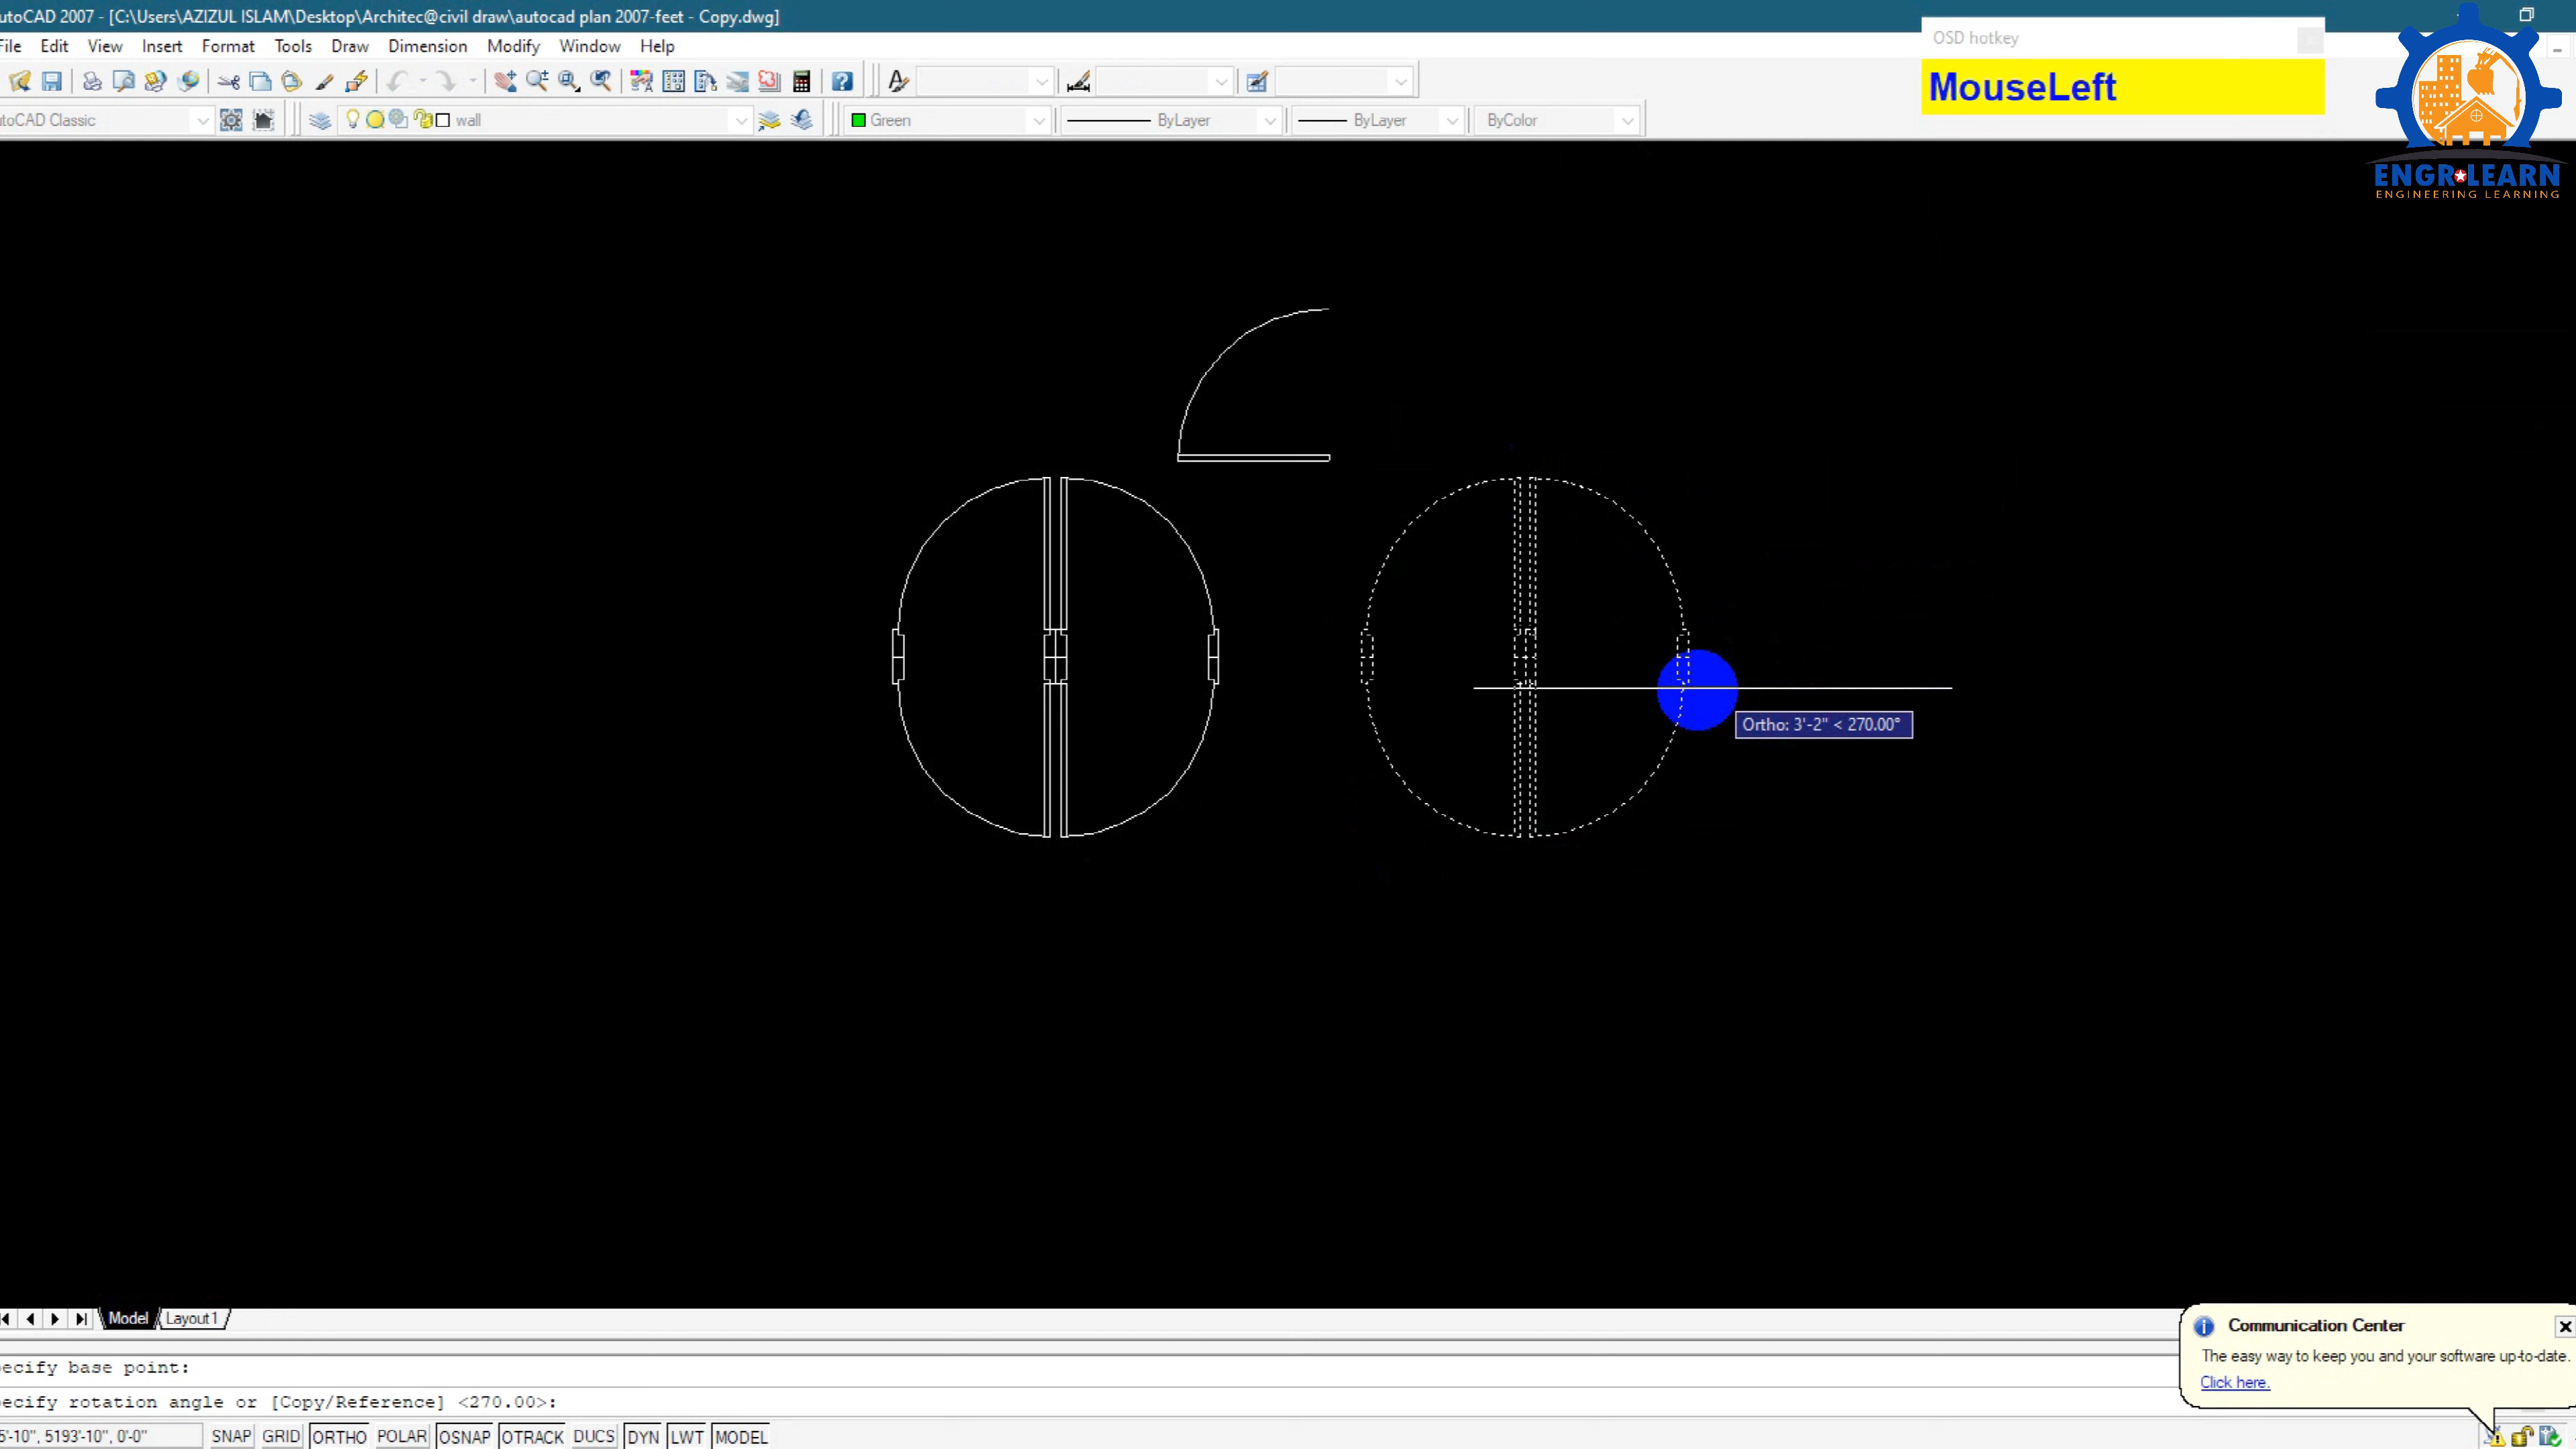 utoCAD 2007 - [C:\Users\AZIZUL ISLAM\Desktop\Architec@civil draw\autocad plan 2007-feet - Copy.dwg]
File Edit View Insert Format Tools Draw Dimension Modify Window Help
OSD hotkey
MouseLeft
utoCAD Classic
wall
Green
ByLayer
ByLayer
ByColor
ENGR LEARN
ENGINEERING LEARNING
Ortho: 3'-2" < 270.00°
Model
Layout1
Communication Center
The easy way to keep you and your software up-to-date.
Click here.
ecify base point:
ecify rotation angle or [Copy/Reference] <270.00>:
5'-10", 5193'-10", 0'-0"
SNAP GRID ORTHO POLAR OSNAP OTRACK DUCS DYN LWT MODEL